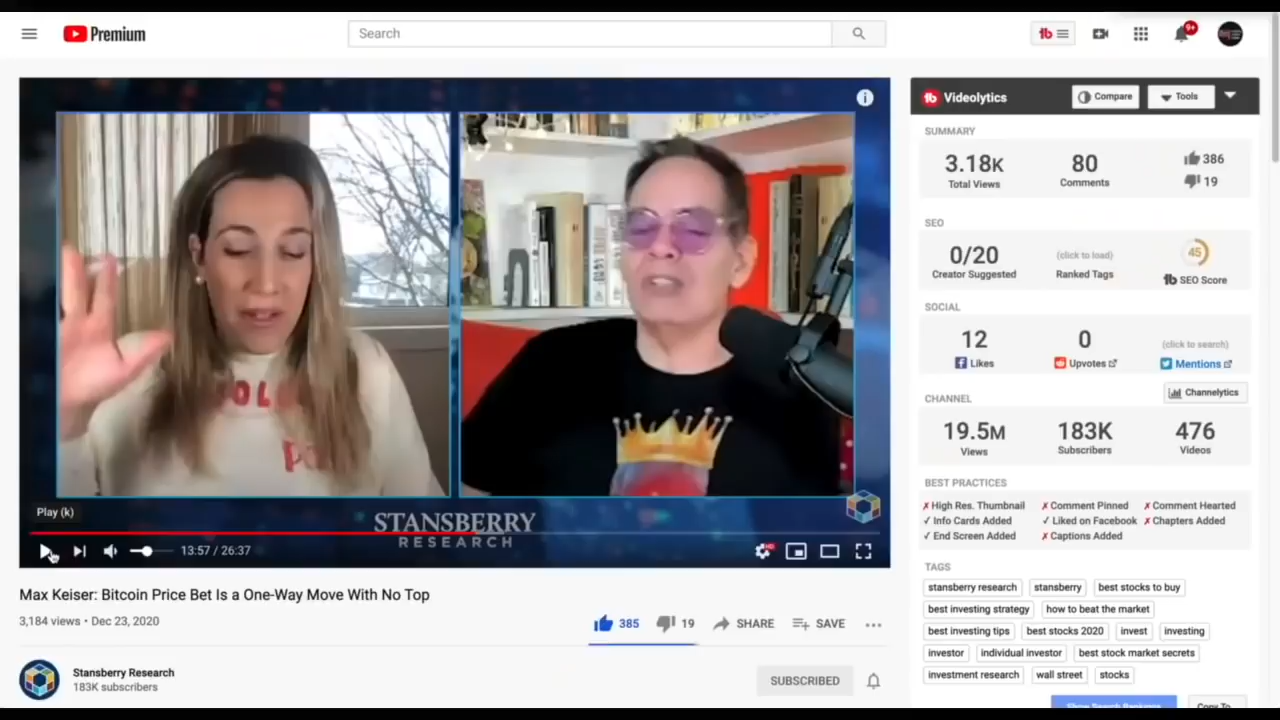 Premium
Search
9+
STANSBERRY
RESEARCH
Play (k)
13:57 / 26:37
HD
Max Keiser: Bitcoin Price Bet Is a One-Way Move With No Top
3,184 views • Dec 23, 2020
385
19
SHARE
SAVE
Stansberry Research
183K subscribers
SUBSCRIBED
Videolytics
Compare
Tools
SUMMARY
3.18K
Total Views
80
Comments
386
19
SEO
0/20
Creator Suggested
(click to load)
Ranked Tags
45
SEO Score
SOCIAL
12
Likes
0
Upvotes
(click to search)
Mentions
Channelytics
CHANNEL
19.5M
Views
183K
Subscribers
476
Videos
BEST PRACTICES
✗ High Res. Thumbnail ✗ Comment Pinned ✗ Comment Hearted
✓ Info Cards Added ✓ Liked on Facebook ✗ Chapters Added
✓ End Screen Added ✗ Captions Added
TAGS
stansberry research stansberry best stocks to buy
best investing strategy how to beat the market
best investing tips best stocks 2020 invest investing
investor individual investor best stock market secrets
investment research wall street stocks
Copy To